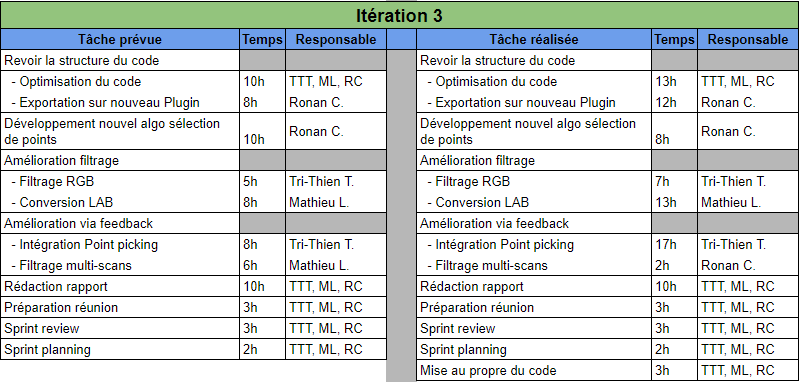 Itération 3
Tâche prévue Temps Responsable Tâche réalisée Temps Responsable
Revoir la structure du code Revoir la structure du code
- Optimisation du code 10h TTT, ML, RC - Optimisation du code 13h TTT, ML, RC
- Exportation sur nouveau Plugin 8h Ronan C. - Exportation sur nouveau Plugin 12h Ronan C.
Développement nouvel algo sélection Ronan C. Développement nouvel algo sélection Ronan C.
de points 10h de points 8h
Amélioration filtrage Amélioration filtrage
- Filtrage RGB 5h Tri-Thien T. - Filtrage RGB 7h Tri-Thien T.
- Conversion LAB 8h Mathieu L. - Conversion LAB 13h Mathieu L.
Amélioration via feedback Amélioration via feedback
- Intégration Point picking 8h Tri-Thien T. - Intégration Point picking 17h Tri-Thien T.
- Filtrage multi-scans 6h Mathieu L. - Filtrage multi-scans 2h Ronan C.
Rédaction rapport 10h TTT, ML, RC Rédaction rapport 10h TTT, ML, RC
Préparation réunion 3h TTT, ML, RC Préparation réunion 3h TTT, ML, RC
Sprint review 3h TTT, ML, RC Sprint review 3h TTT, ML, RC
Sprint planning 2h TTT, ML, RC Sprint planning 2h TTT, ML, RC
Mise au propre du code 3h TTT, ML, RC